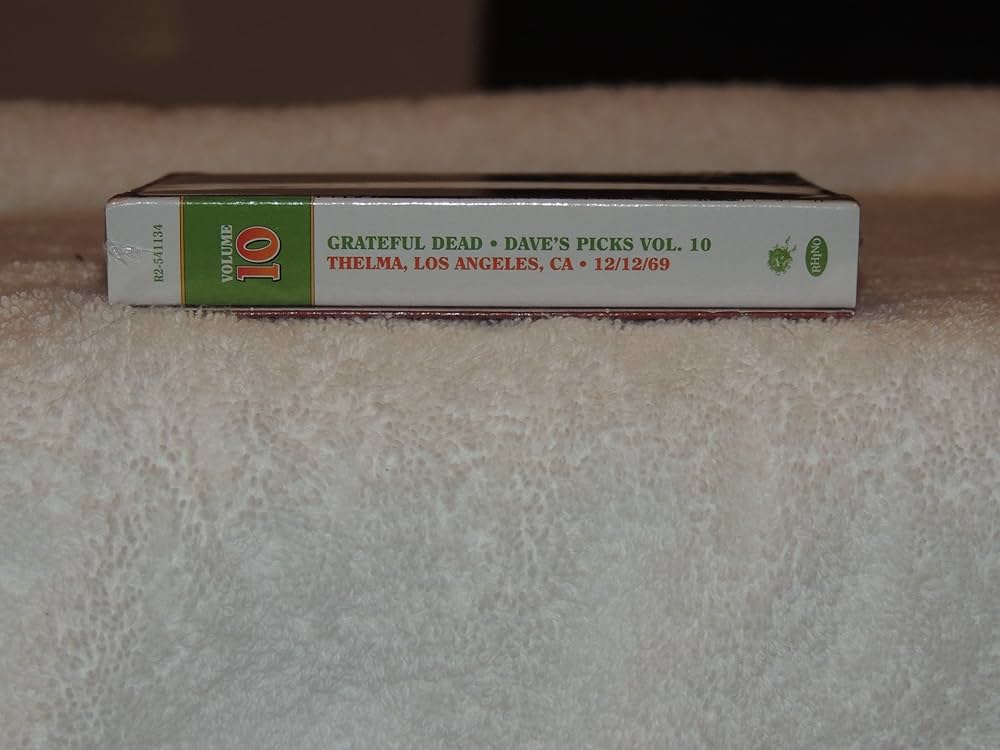 R2-541134
VOLUME
10
GRATEFUL DEAD • DAVE'S PICKS VOL. 10
THELMA, LOS ANGELES, CA • 12/12/69
RHINO